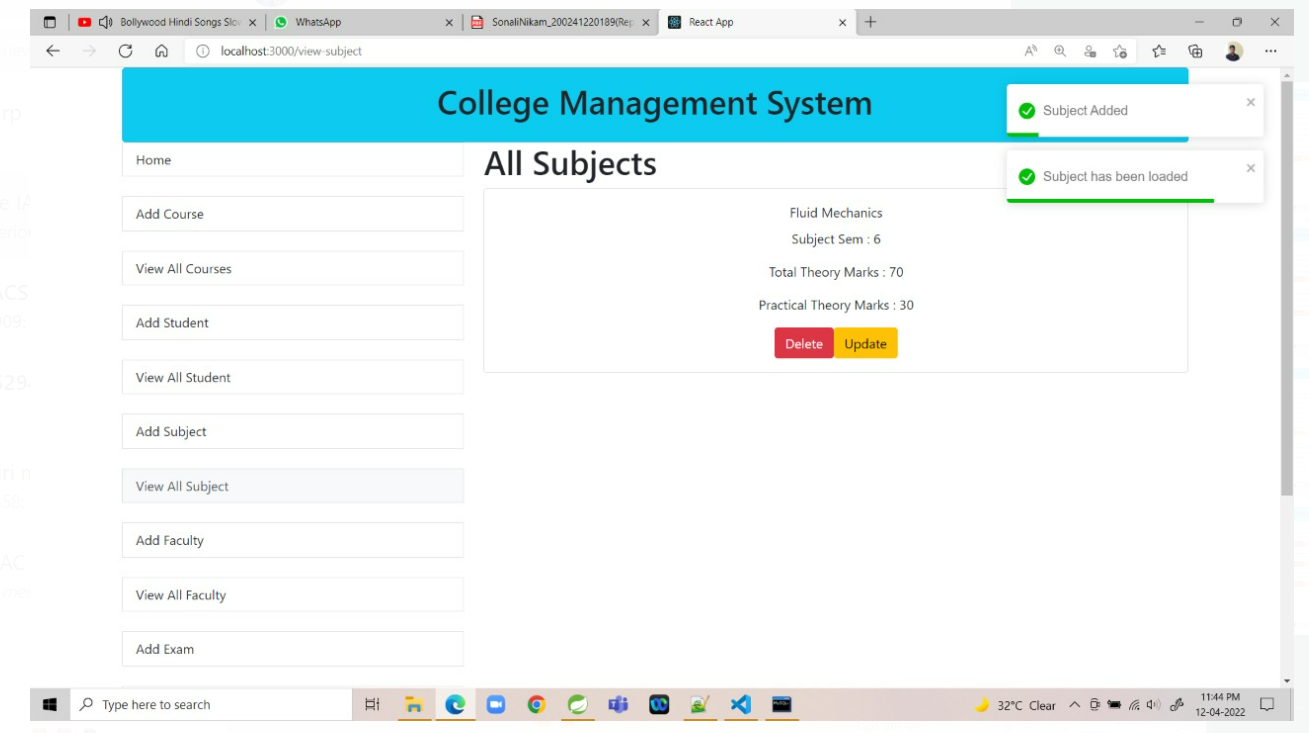 Bollywood Hindi Songs Slow
WhatsApp
SonaliNikam_200241220189(Rep
React App
localhost:3000/view-subject
College Management System
Subject Added
Subject has been loaded
Home
Add Course
View All Courses
Add Student
View All Student
Add Subject
View All Subject
Add Faculty
View All Faculty
Add Exam
All Subjects
Fluid Mechanics
Subject Sem : 6
Total Theory Marks : 70
Practical Theory Marks : 30
Delete Update
Type here to search
32°C Clear
11:44 PM
12-04-2022